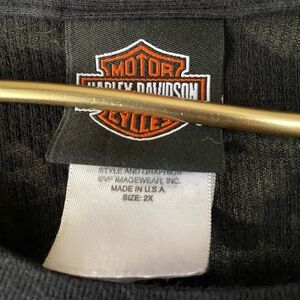 MOTOR
HARLEY-DAVIDSON
CYCLES
STYLE AND GRAPHICS
©VF IMAGEWEAR, INC.
MADE IN U.S.A.
SIZE: 2X